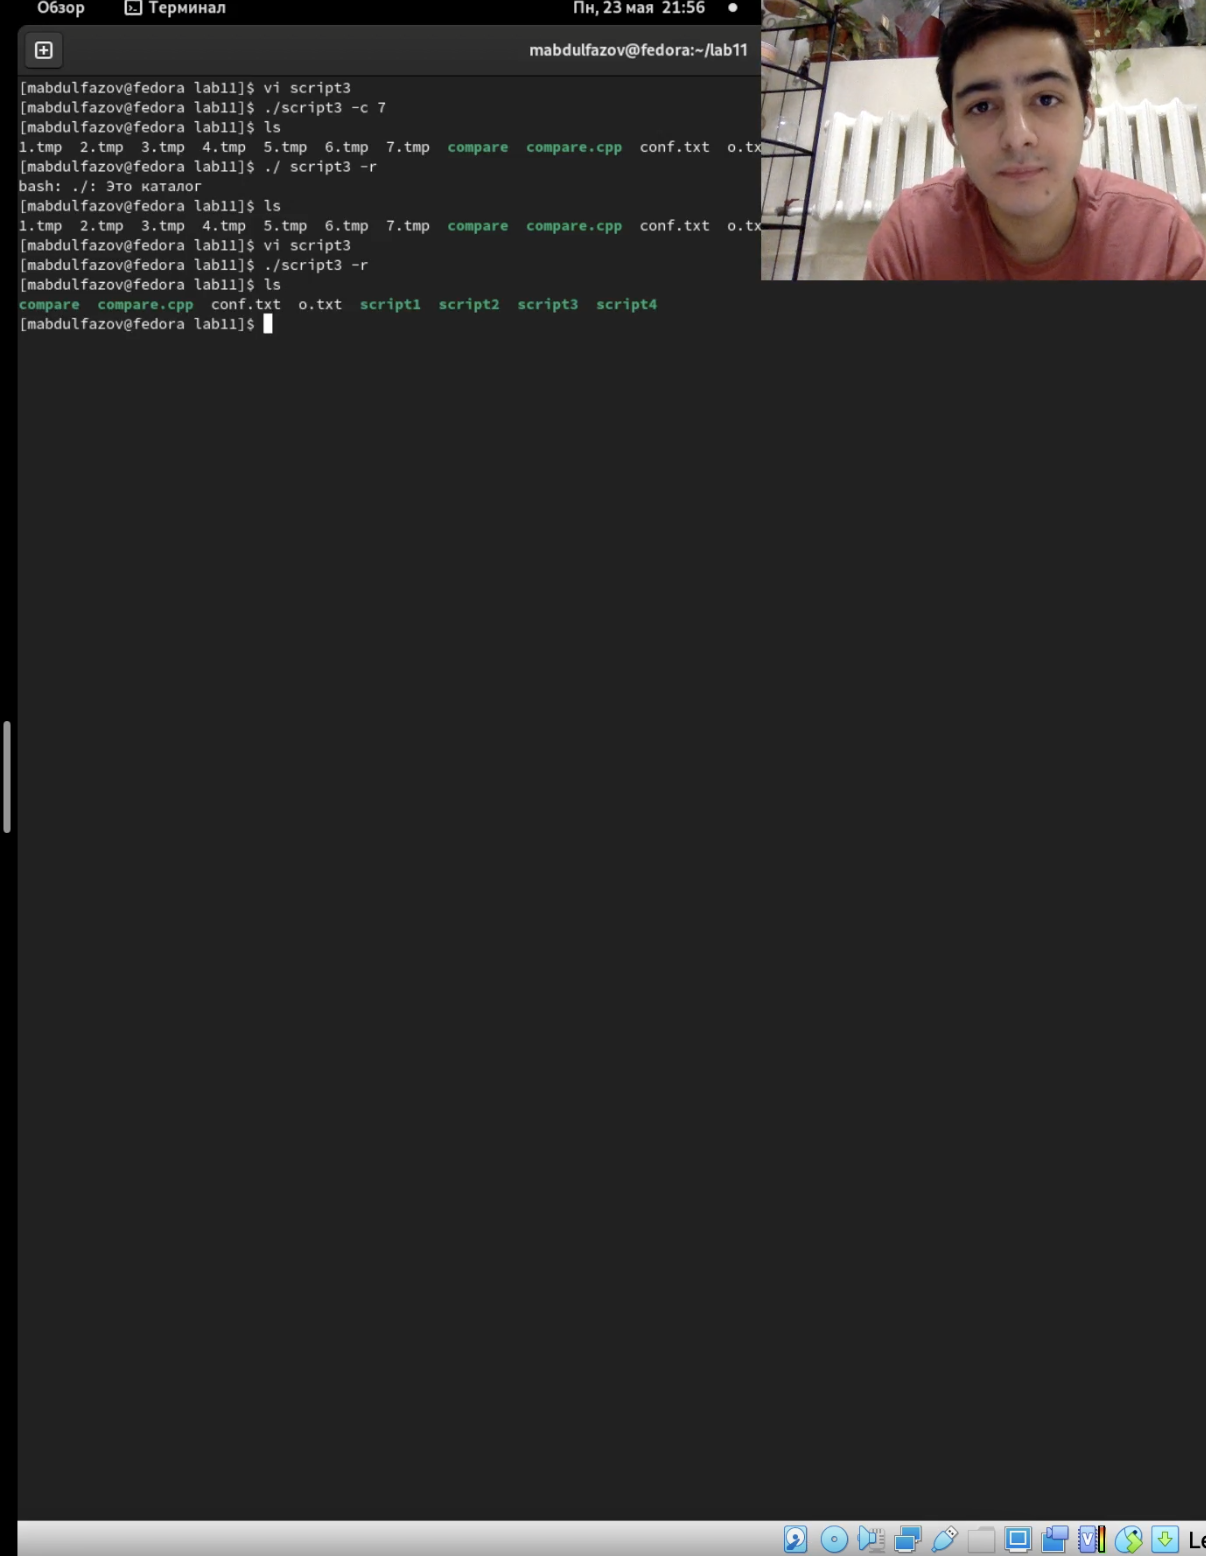 Обзор Терминал Пн, 23 мая 21:56
mabdulfazov@fedora:~/lab11
[mabdulfazov@fedora lab11]$ vi script3
[mabdulfazov@fedora lab11]$ ./script3 -c 7
[mabdulfazov@fedora lab11]$ ls
1.tmp 2.tmp 3.tmp 4.tmp 5.tmp 6.tmp 7.tmp compare compare.cpp conf.txt o.tx
[mabdulfazov@fedora lab11]$ ./ script3 -r
bash: ./: Это каталог
[mabdulfazov@fedora lab11]$ ls
1.tmp 2.tmp 3.tmp 4.tmp 5.tmp 6.tmp 7.tmp compare compare.cpp conf.txt o.tx
[mabdulfazov@fedora lab11]$ vi script3
[mabdulfazov@fedora lab11]$ ./script3 -r
[mabdulfazov@fedora lab11]$ ls
compare compare.cpp conf.txt o.txt script1 script2 script3 script4
[mabdulfazov@fedora lab11]$
Le